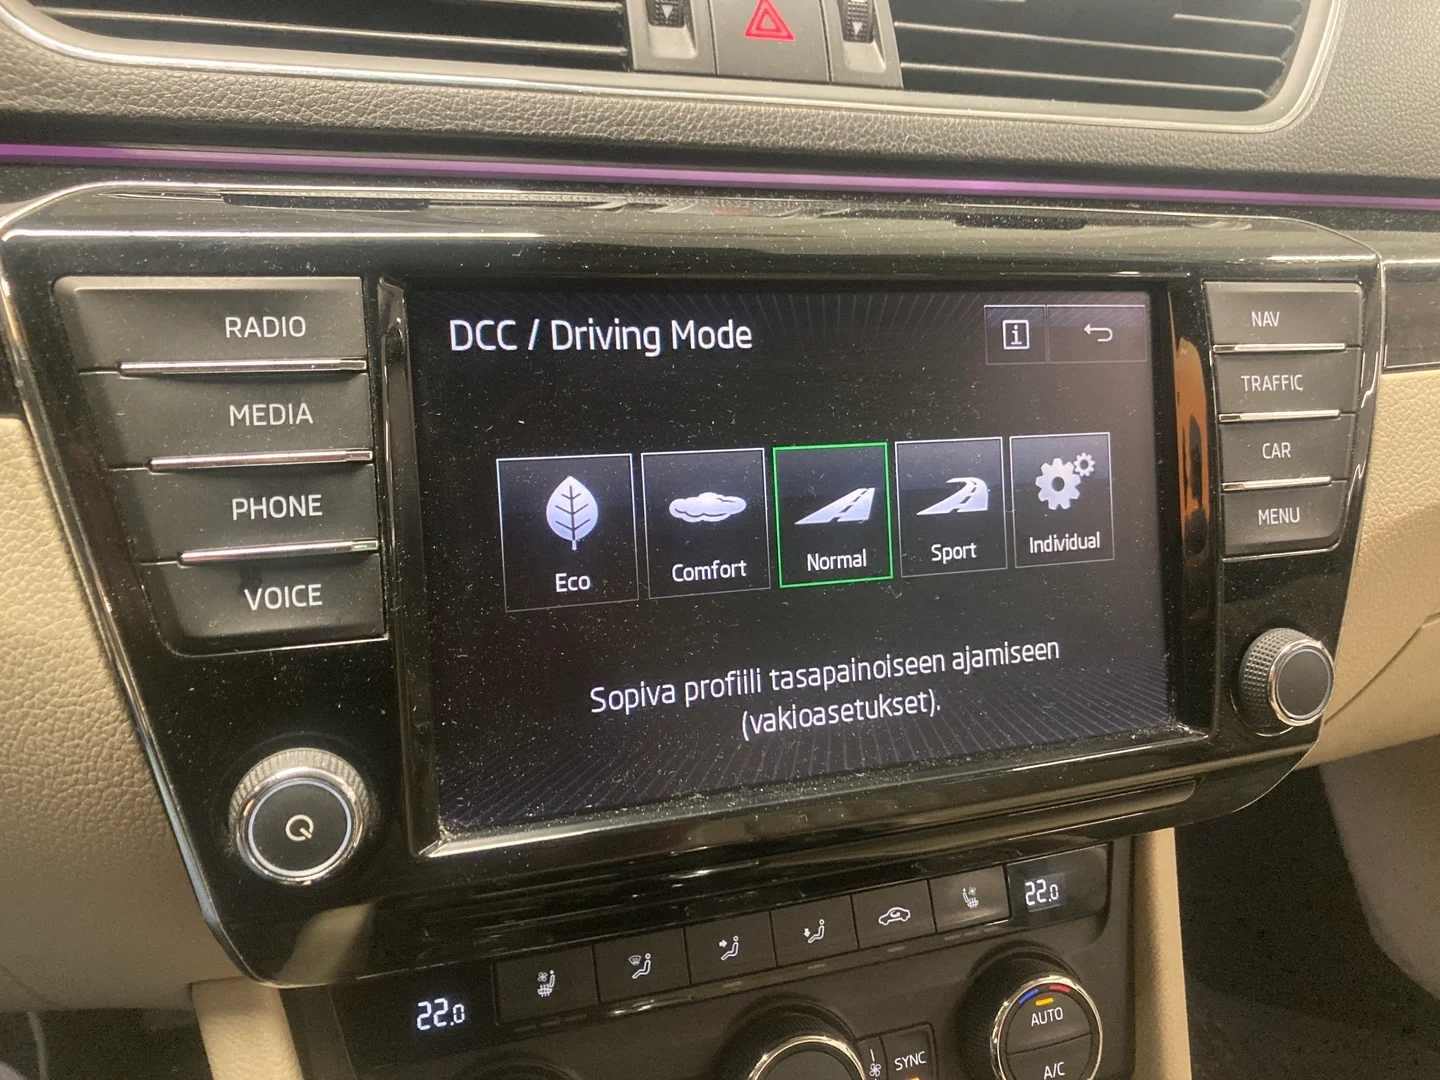 RADIO
MEDIA
PHONE
VOICE
DCC / Driving Mode
i
Eco
Comfort
Normal
Sport
Individual
Sopiva profiili tasapainoiseen ajamiseen
(vakioasetukset).
NAV
TRAFFIC
CAR
MENU
22.0
22.0
AUTO
SYNC
A/C